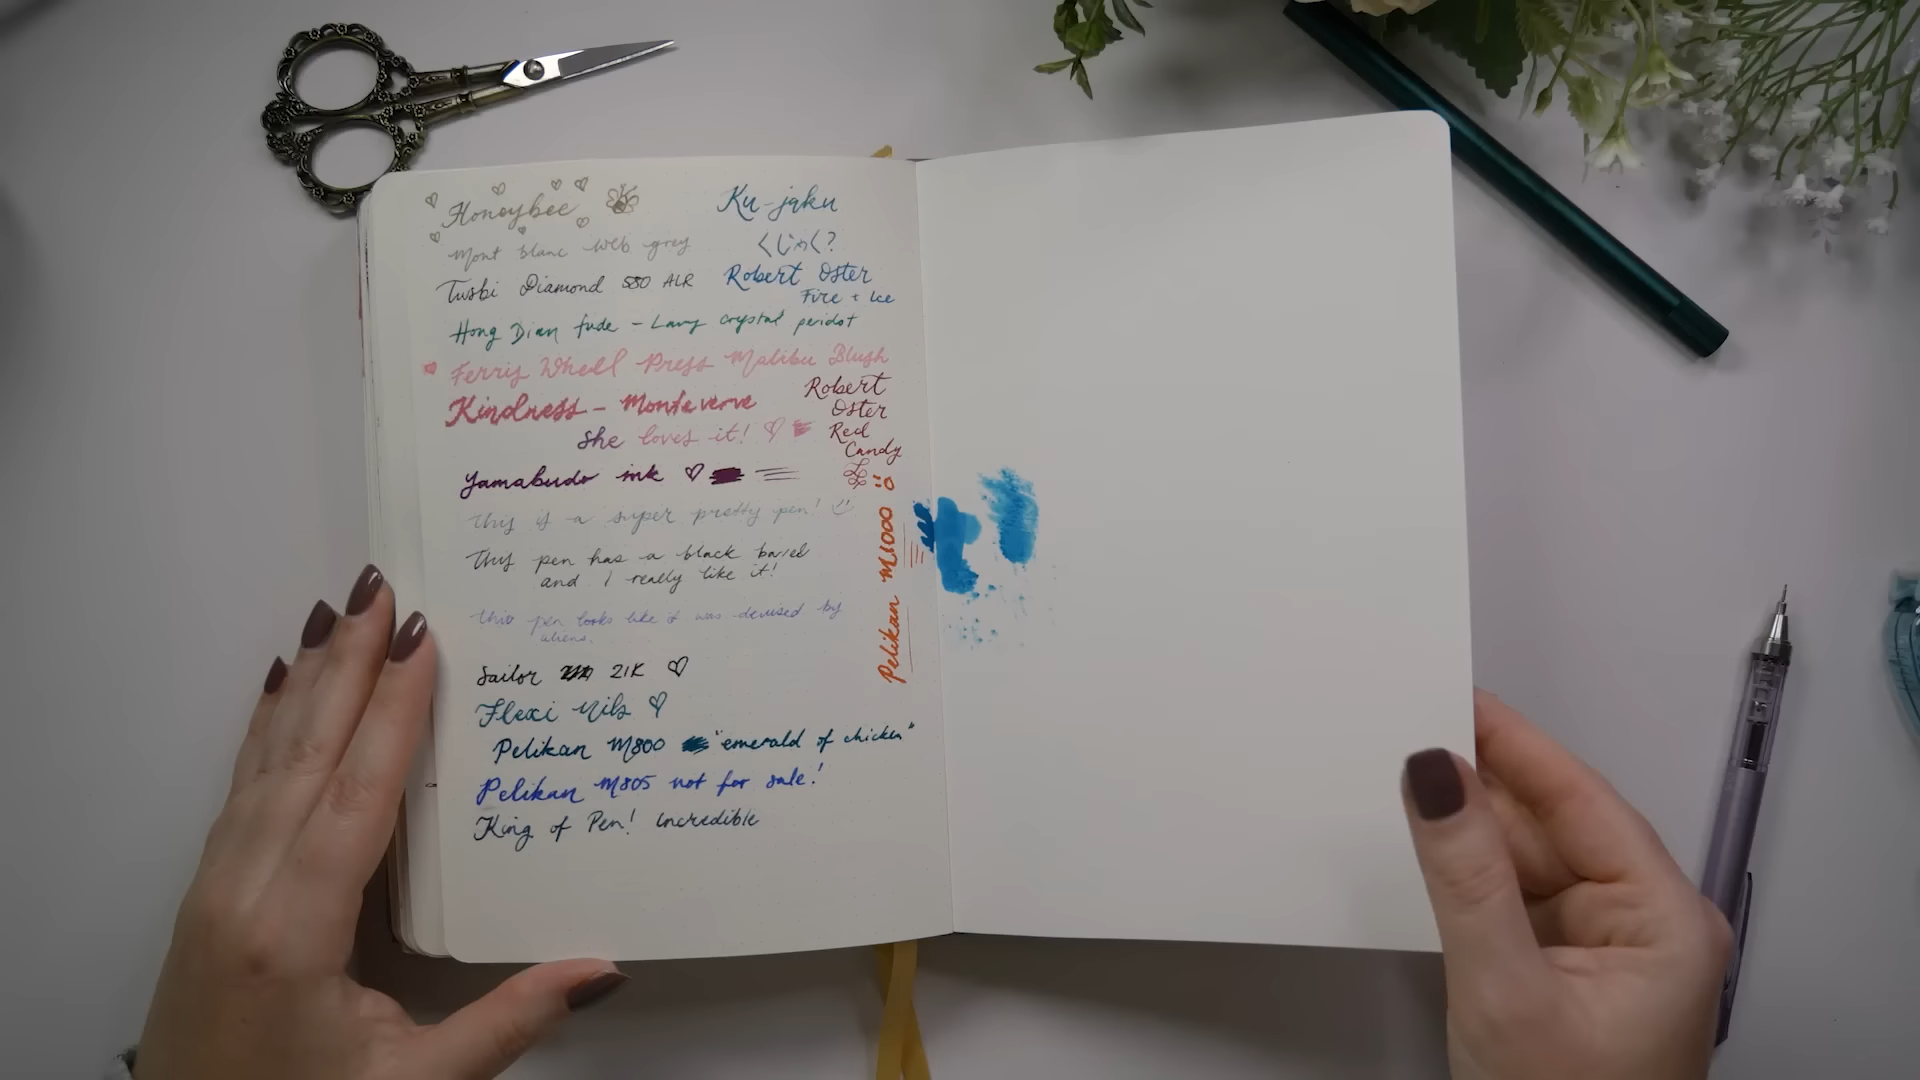 Honeybee
Mont blanc web grey
Twsbi Diamond 580 ALR
Ku-jaku
くじゃく?
Robert Oster
Fire + Ice
Hong Dian fude - Lamy crystal peridot
Ferris Wheel Press Malibu Blush
Kindness - Monteverve
she loves it!
Robert
Oster
Red
Candy
Yamabudo ink
This is a super pretty pen!
This pen has a black barrel
and I really like it!
this pen looks like it was devised by
aliens.
Pelikan M1000
Sailor 21K
Flexi nibs
Pelikan M800 "emerald of chicken"
Pelikan M805 not for sale!
King of Pen! incredible